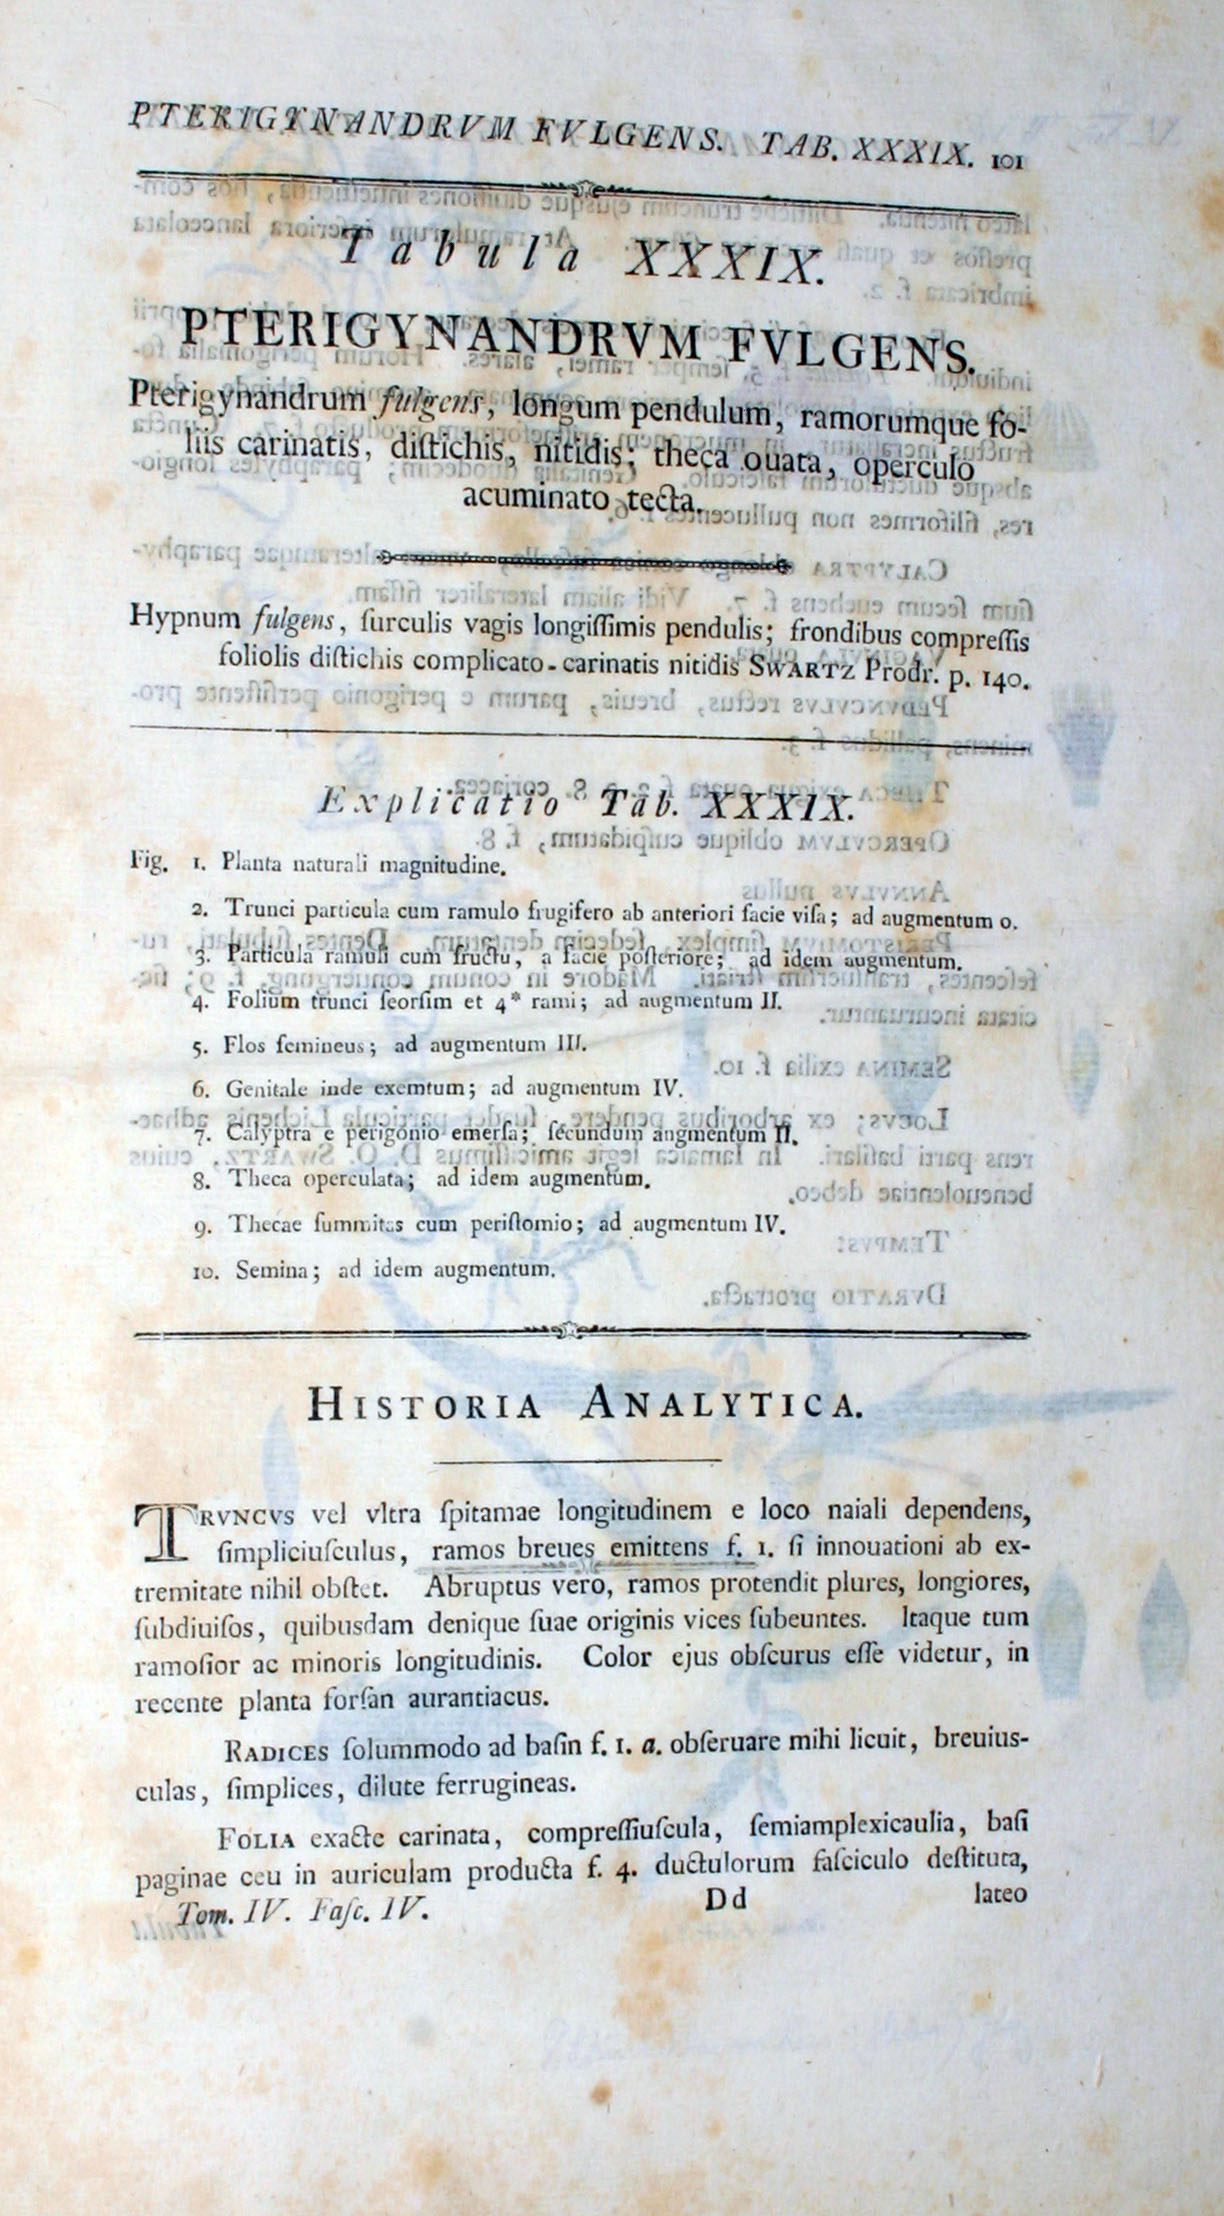 PTERIGYNANDRVM FVLGENS. TAB. XXXIX. 101
Tabula XXXIX.
PTERIGYNANDRVM FVLGENS.
Pterigynandrum fulgens, longum pendulum, ramorumque fo-
liis carinatis, diſtichis, nitidis; theca ouata, operculo
acuminato tecta.
Hypnum fulgens, ſurculis vagis longiſſimis pendulis; frondibus compreſſis
foliolis diſtichis complicato-carinatis nitidis SWARTZ Prodr. p. 140.
Explicatio Tab. XXXIX.
Fig. 1. Planta naturali magnitudine.
2. Trunci particula cum ramulo frugifero ab anteriori facie viſa; ad augmentum 0.
3. Particula ramuli cum fructu, a facie poſteriore; ad idem augmentum.
4. Folium trunci ſeorſim et 4* rami; ad augmentum II.
5. Flos femineus; ad augmentum III.
6. Genitale inde exemtum; ad augmentum IV.
7. Calyptra e perigonio emerſa; ſecundum augmentum II.
8. Theca operculata; ad idem augmentum.
9. Thecae ſummitas cum periſtomio; ad augmentum IV.
10. Semina; ad idem augmentum.
HISTORIA ANALYTICA.
TRVNCVS vel vltra ſpitamae longitudinem e loco naiali dependens,
ſimpliciuſculus, ramos breues emittens f. 1. ſi innouationi ab ex-
tremitate nihil obſtet. Abruptus vero, ramos protendit plures, longiores,
ſubdiuiſos, quibusdam denique ſuae originis vices ſubeuntes. Itaque tum
ramoſior ac minoris longitudinis. Color ejus obſcurus eſſe videtur, in
recente planta forſan aurantiacus.
RADICES ſolummodo ad baſin f. 1. a. obſeruare mihi licuit, breuius-
culas, ſimplices, dilute ferrugineas.
FOLIA exacte carinata, compreſſiuſcula, ſemiamplexicaulia, baſi
paginae ceu in auriculam producta f. 4. ductulorum faſciculo deſtituta,
Tom. IV. Faſc. IV. Dd lateo